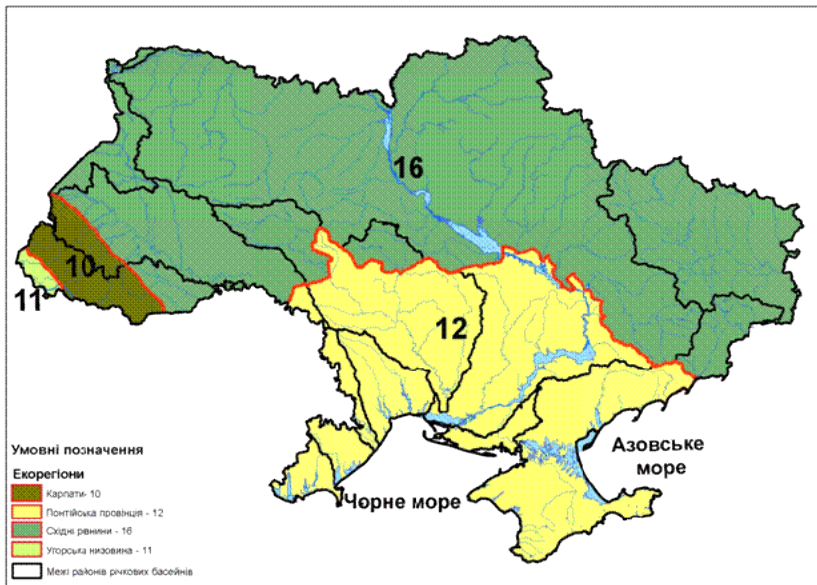 16
10
11
12
Азовське
море
Чорне море
Умовні позначення
Екорегіони
Карпати- 10
Понтійська провінція - 12
Східні рівнини - 16
Угорська низовина - 11
Межі районів річкових басейнів